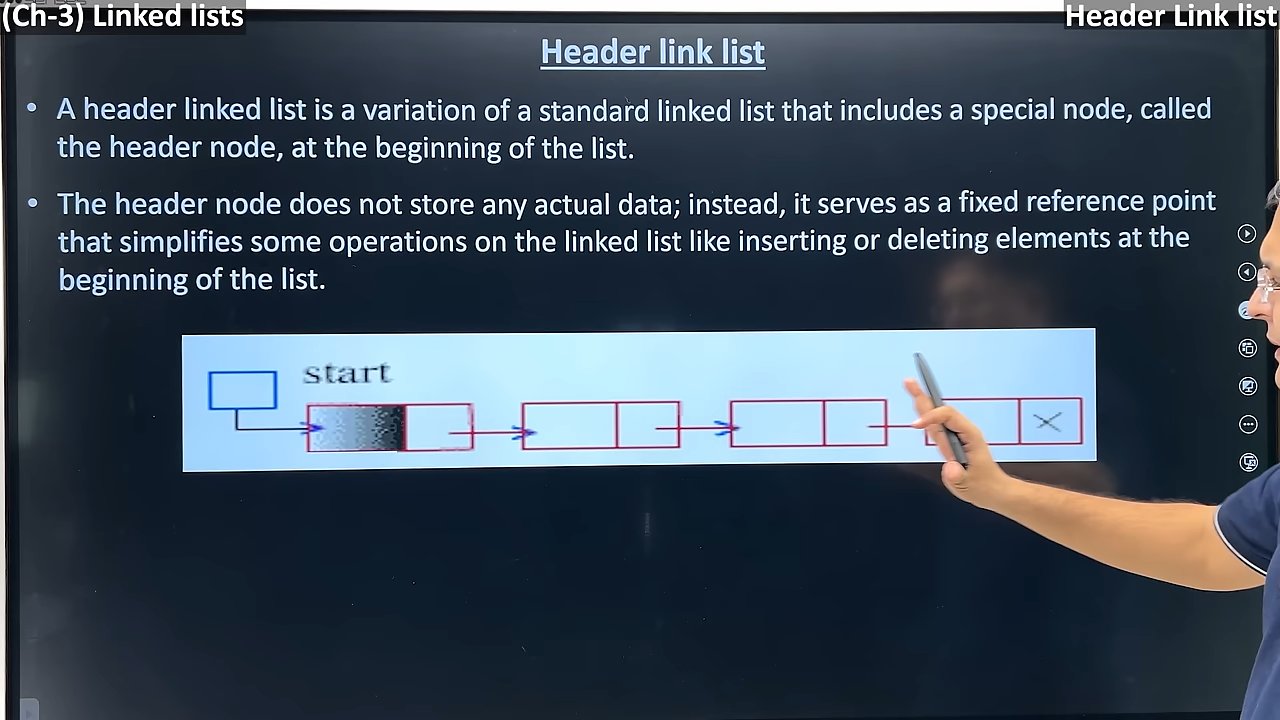 (Ch-3) Linked lists
Header Link list
Header link list
• A header linked list is a variation of a standard linked list that includes a special node, called
the header node, at the beginning of the list.
• The header node does not store any actual data; instead, it serves as a fixed reference point
that simplifies some operations on the linked list like inserting or deleting elements at the
beginning of the list.
start